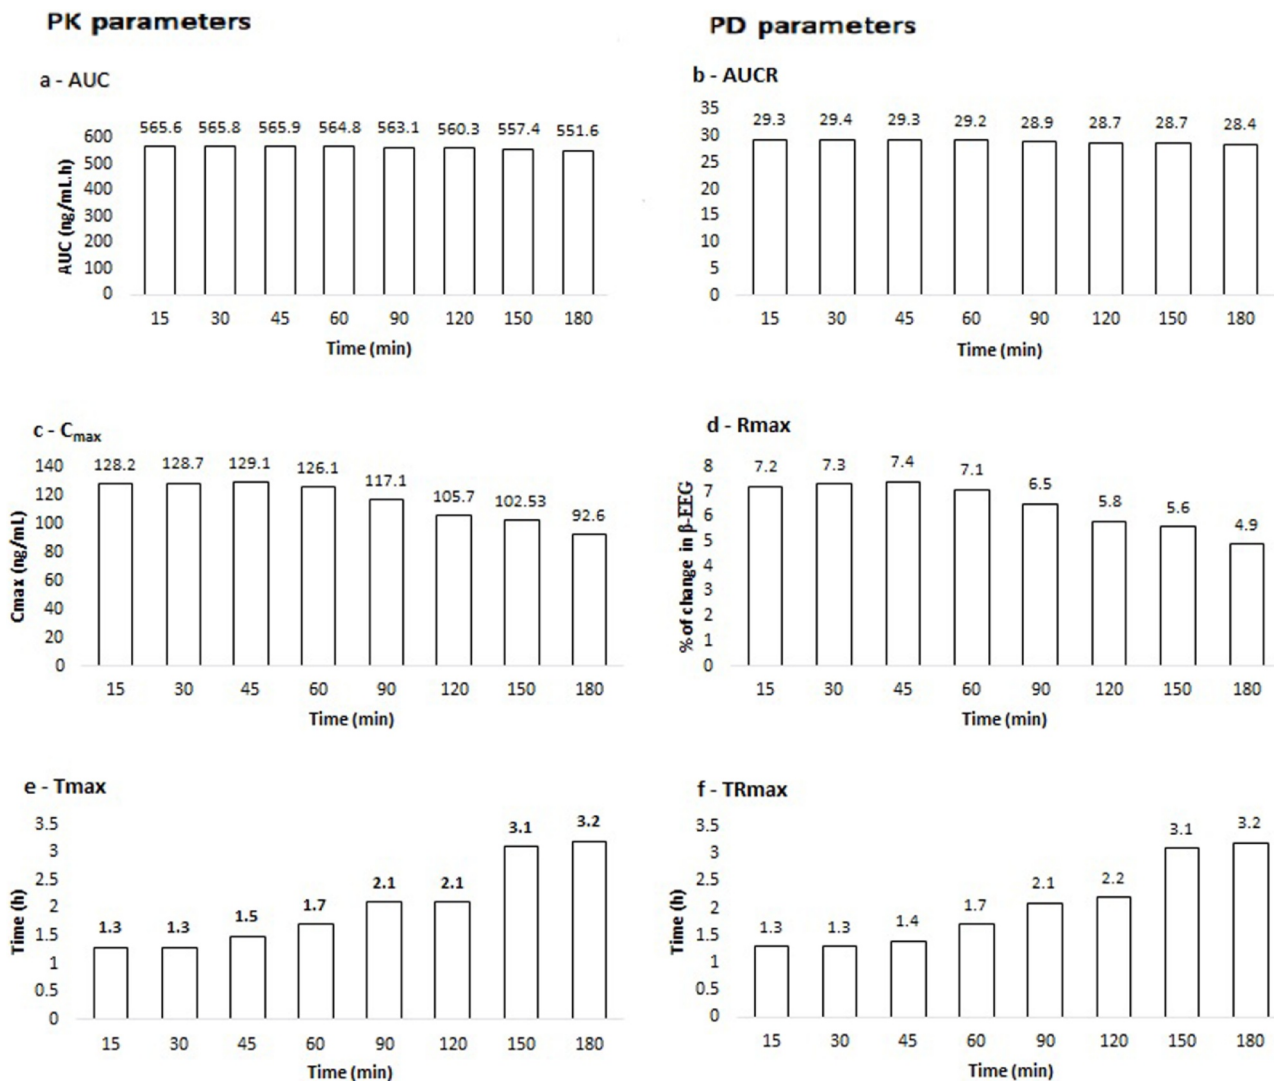 PK parameters
PD parameters
a - AUC
b - AUCR
565.6 565.8 565.9 564.8 563.1 560.3 557.4 551.6
600
500
400
300
200
100
0
AUC (ng/mL.h)
15 30 45 60 90 120 150 180
Time (min)
29.3 29.4 29.3 29.2 28.9 28.7 28.7 28.4
35
30
25
20
15
10
5
0
15 30 45 60 90 120 150 180
Time (min)
c - Cmax
128.2 128.7 129.1 126.1 117.1 105.7 102.53 92.6
140
120
100
80
60
40
20
0
Cmax (ng/mL)
15 30 45 60 90 120 150 180
Time (min)
d - Rmax
7.2 7.3 7.4 7.1 6.5 5.8 5.6 4.9
8
7
6
5
4
3
2
1
0
% of change in β-EEG
15 30 45 60 90 120 150 180
Time (min)
e - Tmax
1.3 1.3 1.5 1.7 2.1 2.1 3.1 3.2
3.5
3
2.5
2
1.5
1
0.5
0
Time (h)
15 30 45 60 90 120 150 180
Time (min)
f - TRmax
1.3 1.3 1.4 1.7 2.1 2.2 3.1 3.2
3.5
3
2.5
2
1.5
1
0.5
0
Time (h)
15 30 45 60 90 120 150 180
Time (min)